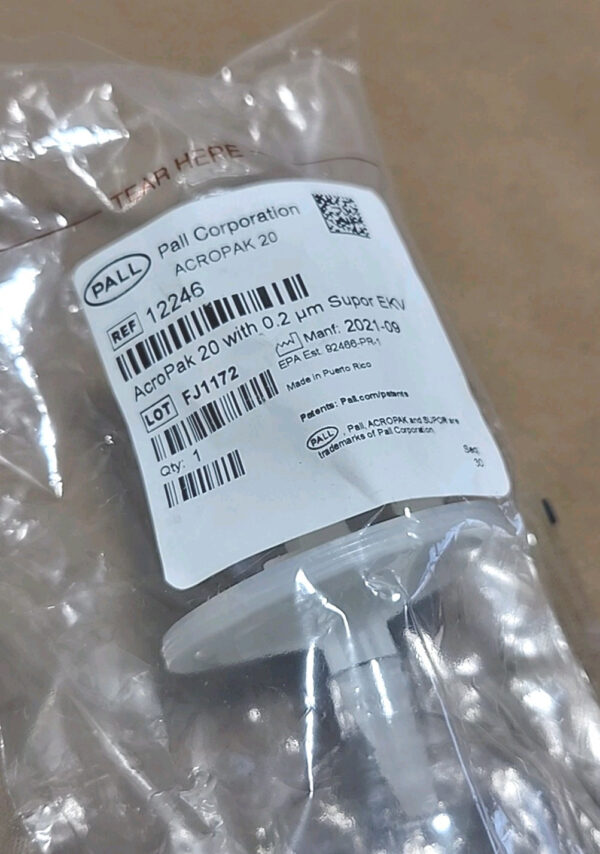 TEAR HERE
PALL Pall Corporation
ACROPAK 20
REF 12246
AcroPak 20 with 0.2 µm Supor EKV
Manf: 2021-09
EPA Est. 92466-PR-1
LOT FJ1172
Made in Puerto Rico
Qty: 1
Patents: Pall.com/patents
PALL, Pall, ACROPAK and SUPOR are
trademarks of Pall Corporation
Seq:
30